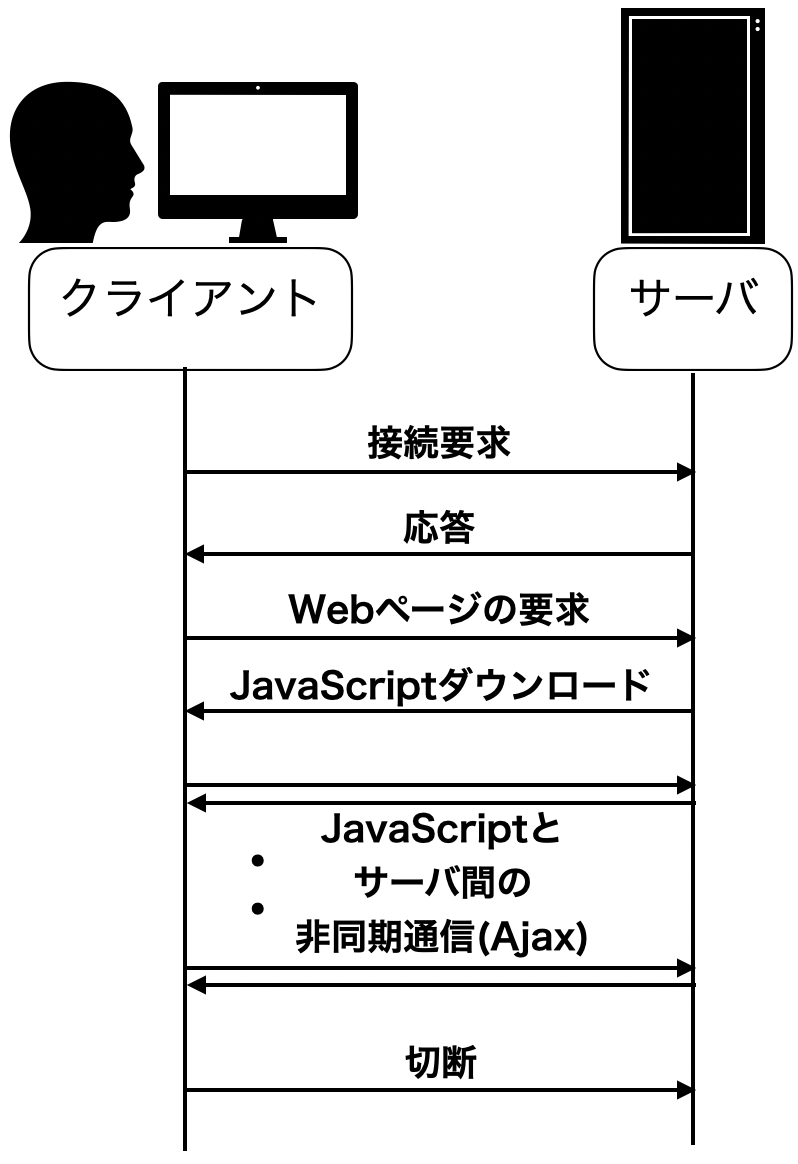 クライアント
サーバ
接続要求
応答
Webページの要求
JavaScriptダウンロード
JavaScriptと
サーバ間の
非同期通信(Ajax)
切断